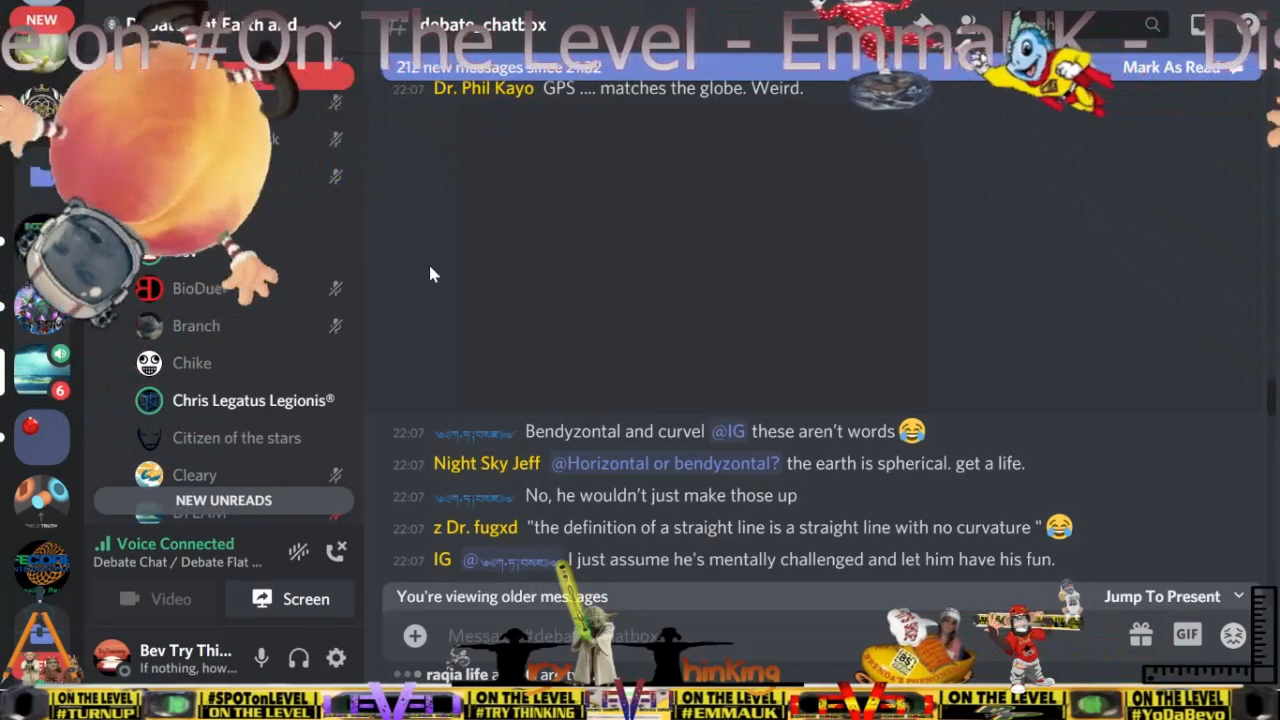 NEW
e on #On The Level - EmmaUK - Dis
debate_chatbox
212 new messages since 21:32
Mark As Read
22:07 Dr. Phil Kayo GPS .... matches the globe. Weird.
Branch
Chike
Chris Legatus Legionis®
Citizen of the stars
Cleary
6
NEW UNREADS
22:07 Bendyzontal and curvel @IG these aren't words 😂
22:07 Night Sky Jeff @Horizontal or bendyzontal? the earth is spherical. get a life.
22:07 No, he wouldn't just make those up
22:07 z Dr. fugxd "the definition of a straight line is a straight line with no curvature " 😂
22:07 IG @ I just assume he's mentally challenged and let him have his fun.
Voice Connected
Debate Chat / Debate Flat ...
Video
Screen
You're viewing older messages
Jump To Present
GIF
Bev Try Thi...
If nothing, how...
raqia life
ON THE LEVEL
#TURNUP
#SPOTonLEVEL
ON THE LEVEL
ON THE LEVEL
#TRY THINKING
ON THE LEVEL
#EMMAUK
ON THE LEVEL
ON THE LEVEL
#YoDaBevv